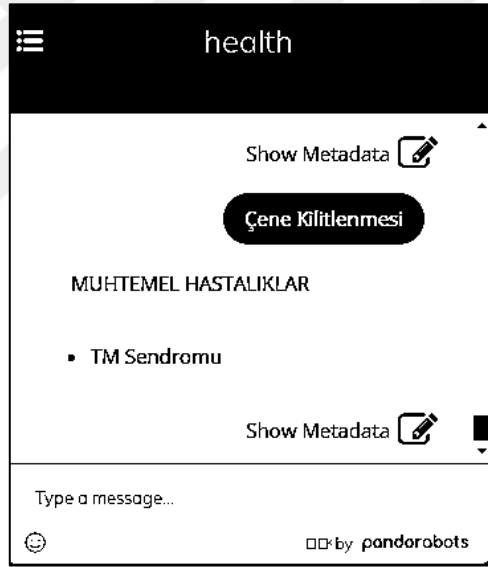 health
Show Metadata
Çene Kilitlenmesi
MUHTEMEL HASTALIKLAR
• TM Sendromu
Show Metadata
Type a message...
by pandorabots